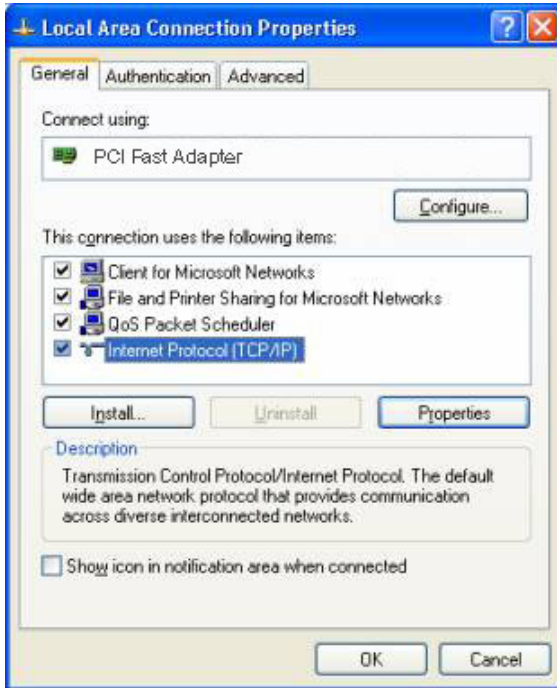 Local Area Connection Properties
General Authentication Advanced
Connect using:
PCI Fast Adapter
Configure...
This connection uses the following items:
Client for Microsoft Networks
File and Printer Sharing for Microsoft Networks
QoS Packet Scheduler
Internet Protocol (TCP/IP)
Install... Uninstall Properties
Description
Transmission Control Protocol/Internet Protocol. The default
wide area network protocol that provides communication
across diverse interconnected networks.
Show icon in notification area when connected
OK Cancel